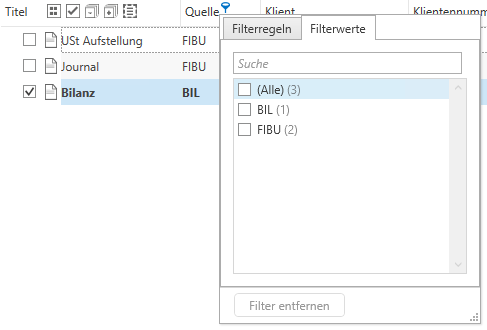 Titel Quelle Klient Klientennumm
USt Aufstellung FIBU
Journal FIBU
Bilanz BIL
Filterregeln Filterwerte
Suche
(Alle) (3)
BIL (1)
FIBU (2)
Filter entfernen